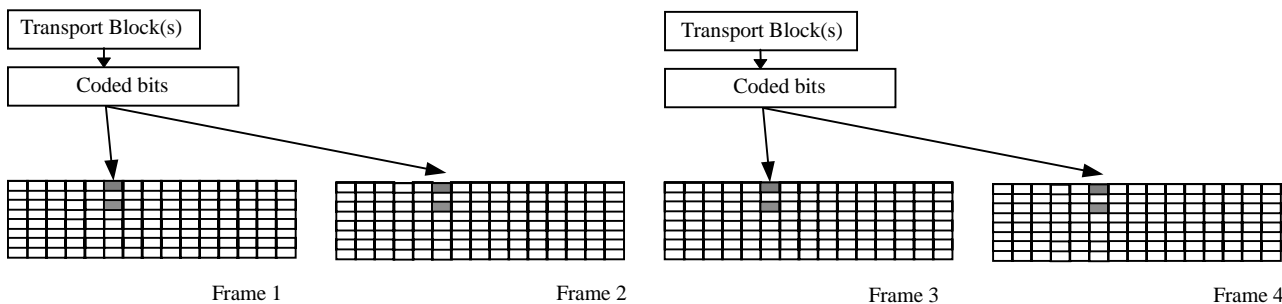 Transport Block(s)
Coded bits
Transport Block(s)
Coded bits
Frame 1
Frame 2
Frame 3
Frame 4